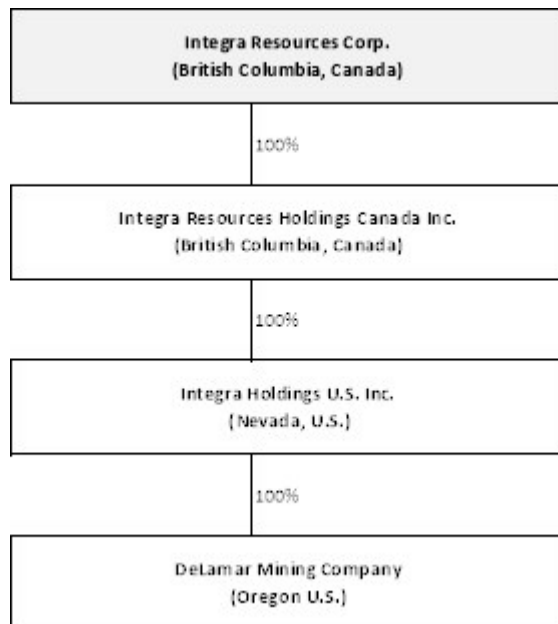 Integra Resources Corp.
(British Columbia, Canada)
100%
Integra Resources Holdings Canada Inc.
(British Columbia, Canada)
100%
Integra Holdings U.S. Inc.
(Nevada, U.S.)
100%
DeLamar Mining Company
(Oregon U.S.)